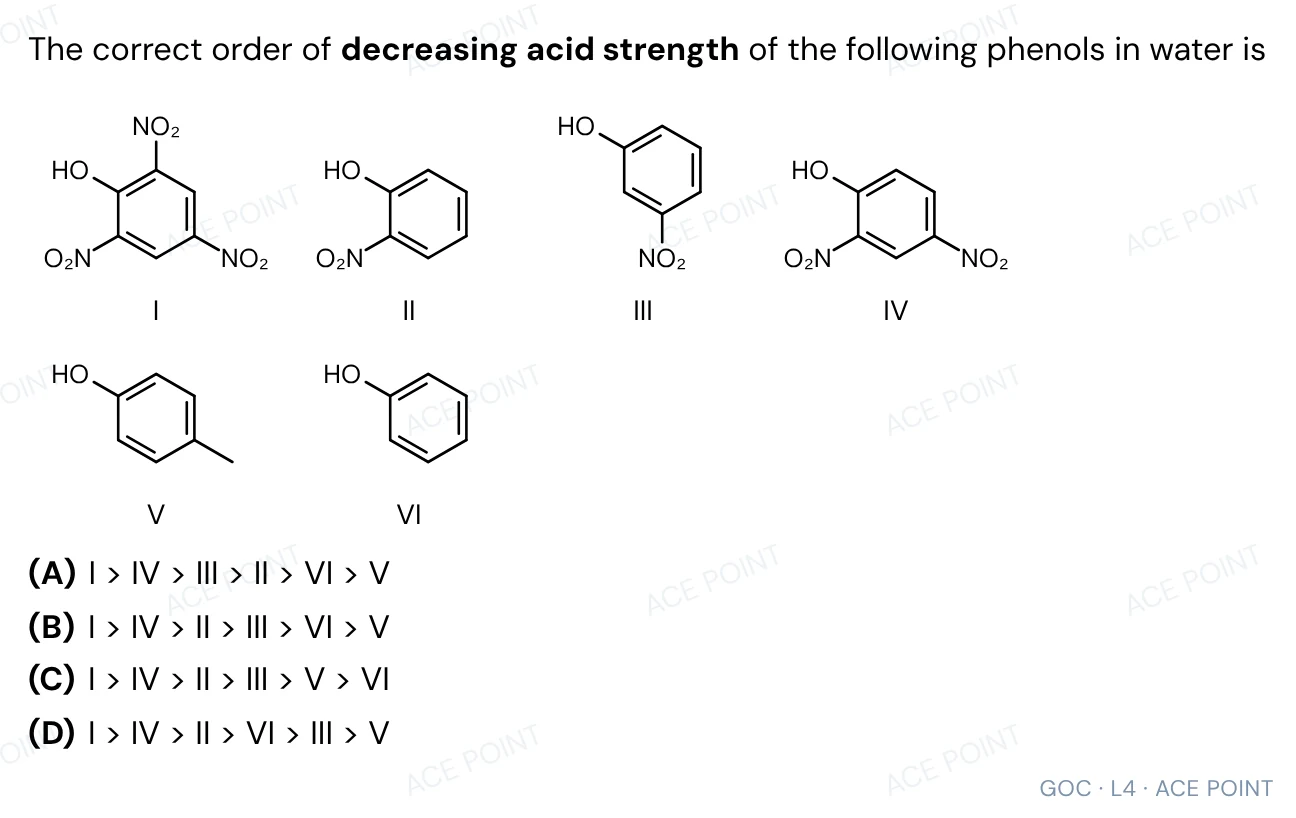 The correct order of decreasing acid strength of the following phenols in water is
NO₂
HO
O₂N
NO₂
I
HO
O₂N
II
HO
NO₂
III
HO
O₂N
NO₂
IV
HO
V
HO
VI
(A) I > IV > III > II > VI > V
(B) I > IV > II > III > VI > V
(C) I > IV > II > III > V > VI
(D) I > IV > II > VI > III > V
GOC · L4 · ACE POINT
ACE POINT